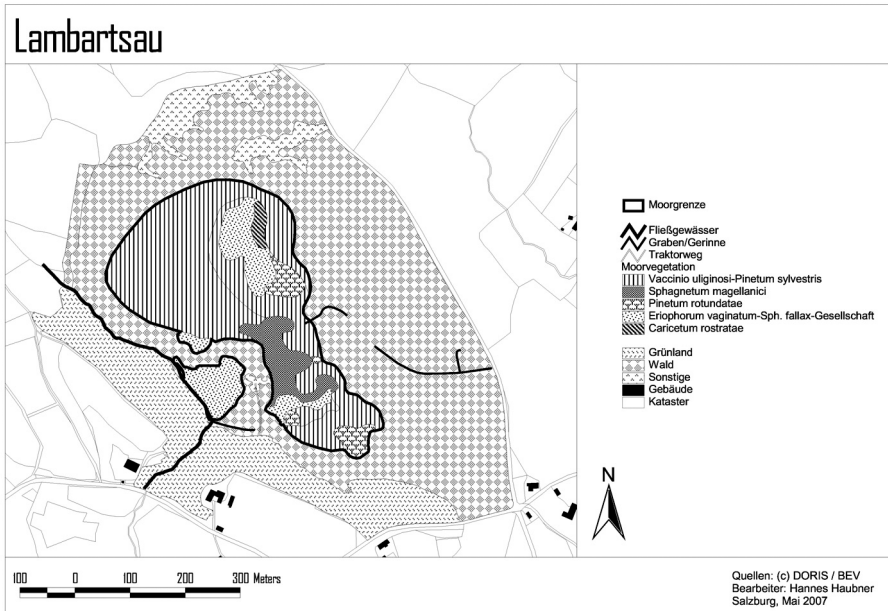 Lambartsau
Moorgrenze
Fließgewässer
Graben/Gerinne
Traktorweg
Moorvegetation
Vaccinio uliginosi-Pinetum sylvestris
Sphagnetum magellanici
Pinetum rotundatae
Eriophorum vaginatum-Sph. fallax-Gesellschaft
Caricetum rostratae
Grünland
Wald
Sonstige
Gebäude
Kataster
N
100 0 100 200 300 Meters
Quellen: (c) DORIS / BEV
Bearbeiter: Hannes Haubner
Salzburg, Mai 2007